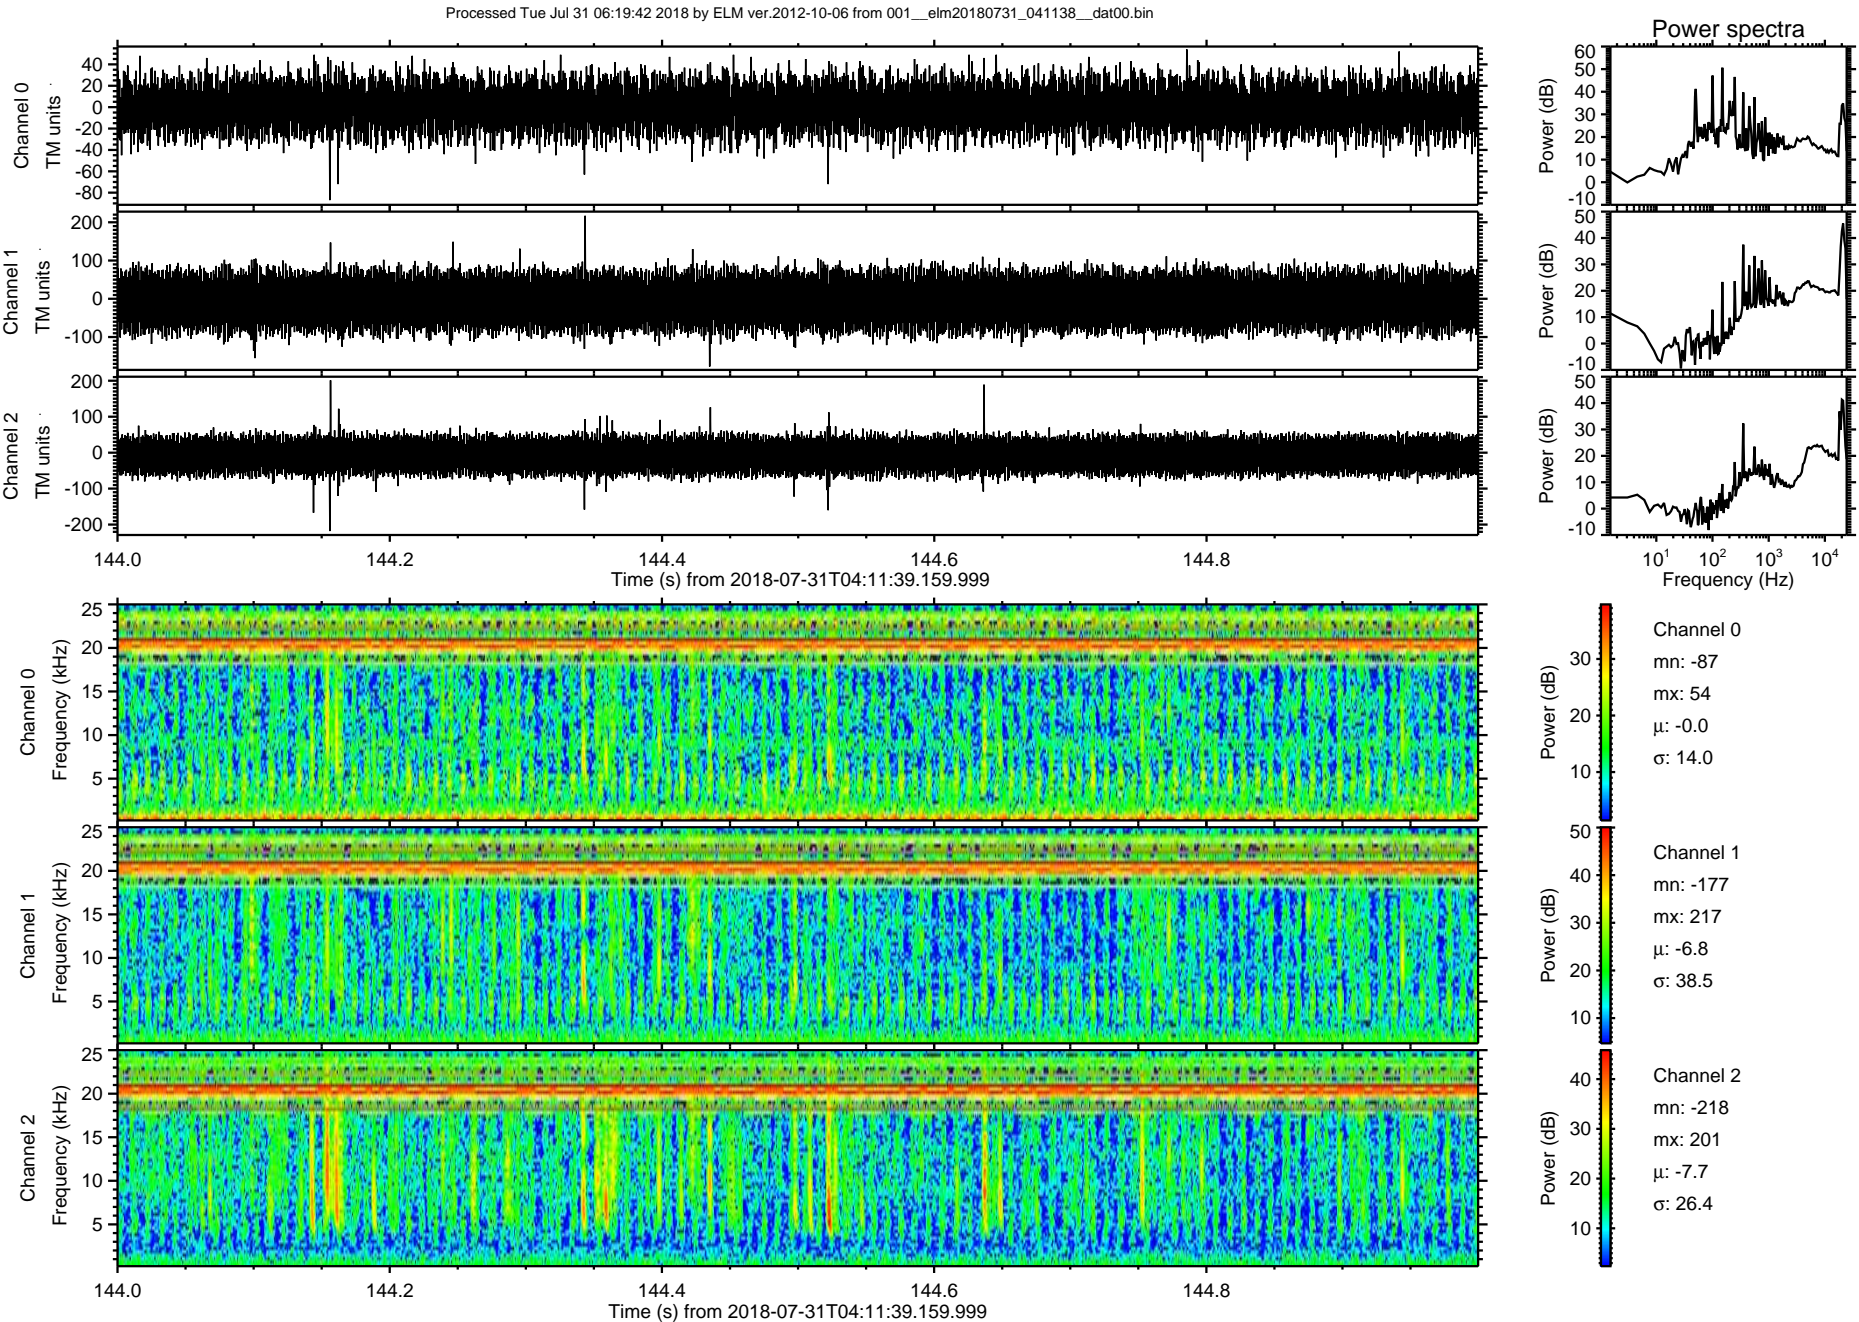 Processed Tue Jul 31 06:19:42 2018 by ELM ver.2012-10-06 from 001__elm20180731_041138__dat00.bin
Power spectra
Channel 0
TM units
40
20
0
-20
-40
-60
-80
Power (dB)
60
50
40
30
20
10
0
-10
Channel 1
TM units
200
100
0
-100
Power (dB)
50
40
30
20
10
0
-10
Channel 2
TM units
200
100
0
-100
-200
Power (dB)
50
40
30
20
10
0
-10
144.0 144.2 144.4 144.6 144.8
Time (s) from 2018-07-31T04:11:39.159.999
10^1 10^2 10^3 10^4
Frequency (Hz)
Channel 0
Frequency (kHz)
25
20
15
10
5
Power (dB)
30
20
10
Channel 0
mn: -87
mx: 54
μ: -0.0
σ: 14.0
Channel 1
Frequency (kHz)
25
20
15
10
5
Power (dB)
50
40
30
20
10
Channel 1
mn: -177
mx: 217
μ: -6.8
σ: 38.5
Channel 2
Frequency (kHz)
25
20
15
10
5
Power (dB)
40
30
20
10
Channel 2
mn: -218
mx: 201
μ: -7.7
σ: 26.4
144.0 144.2 144.4 144.6 144.8
Time (s) from 2018-07-31T04:11:39.159.999